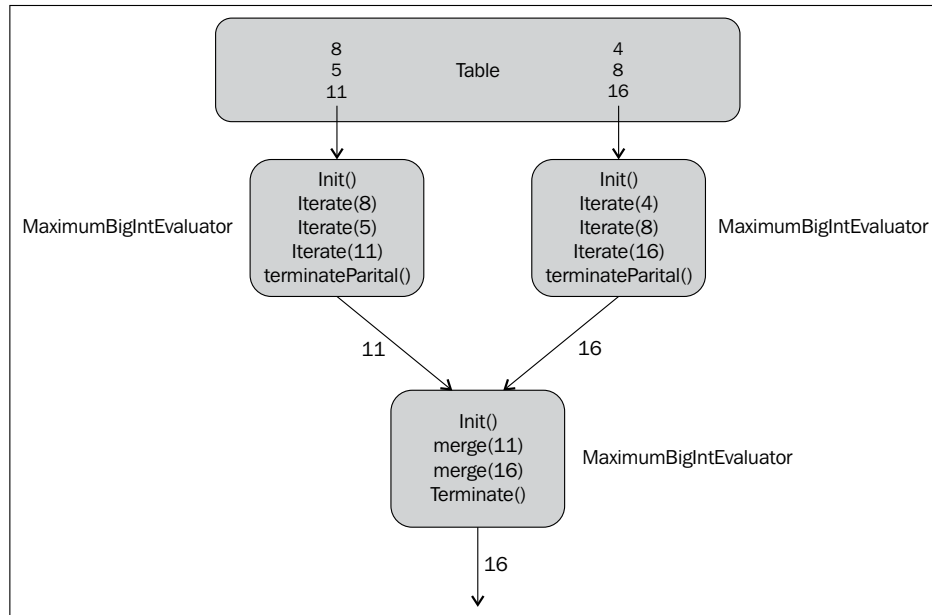 8
5
11
Table
4
8
16
MaximumBigIntEvaluator
Init()
Iterate(8)
Iterate(5)
Iterate(11)
terminateParital()
Init()
Iterate(4)
Iterate(8)
Iterate(16)
terminateParital()
MaximumBigIntEvaluator
11
16
Init()
merge(11)
merge(16)
Terminate()
MaximumBigIntEvaluator
16